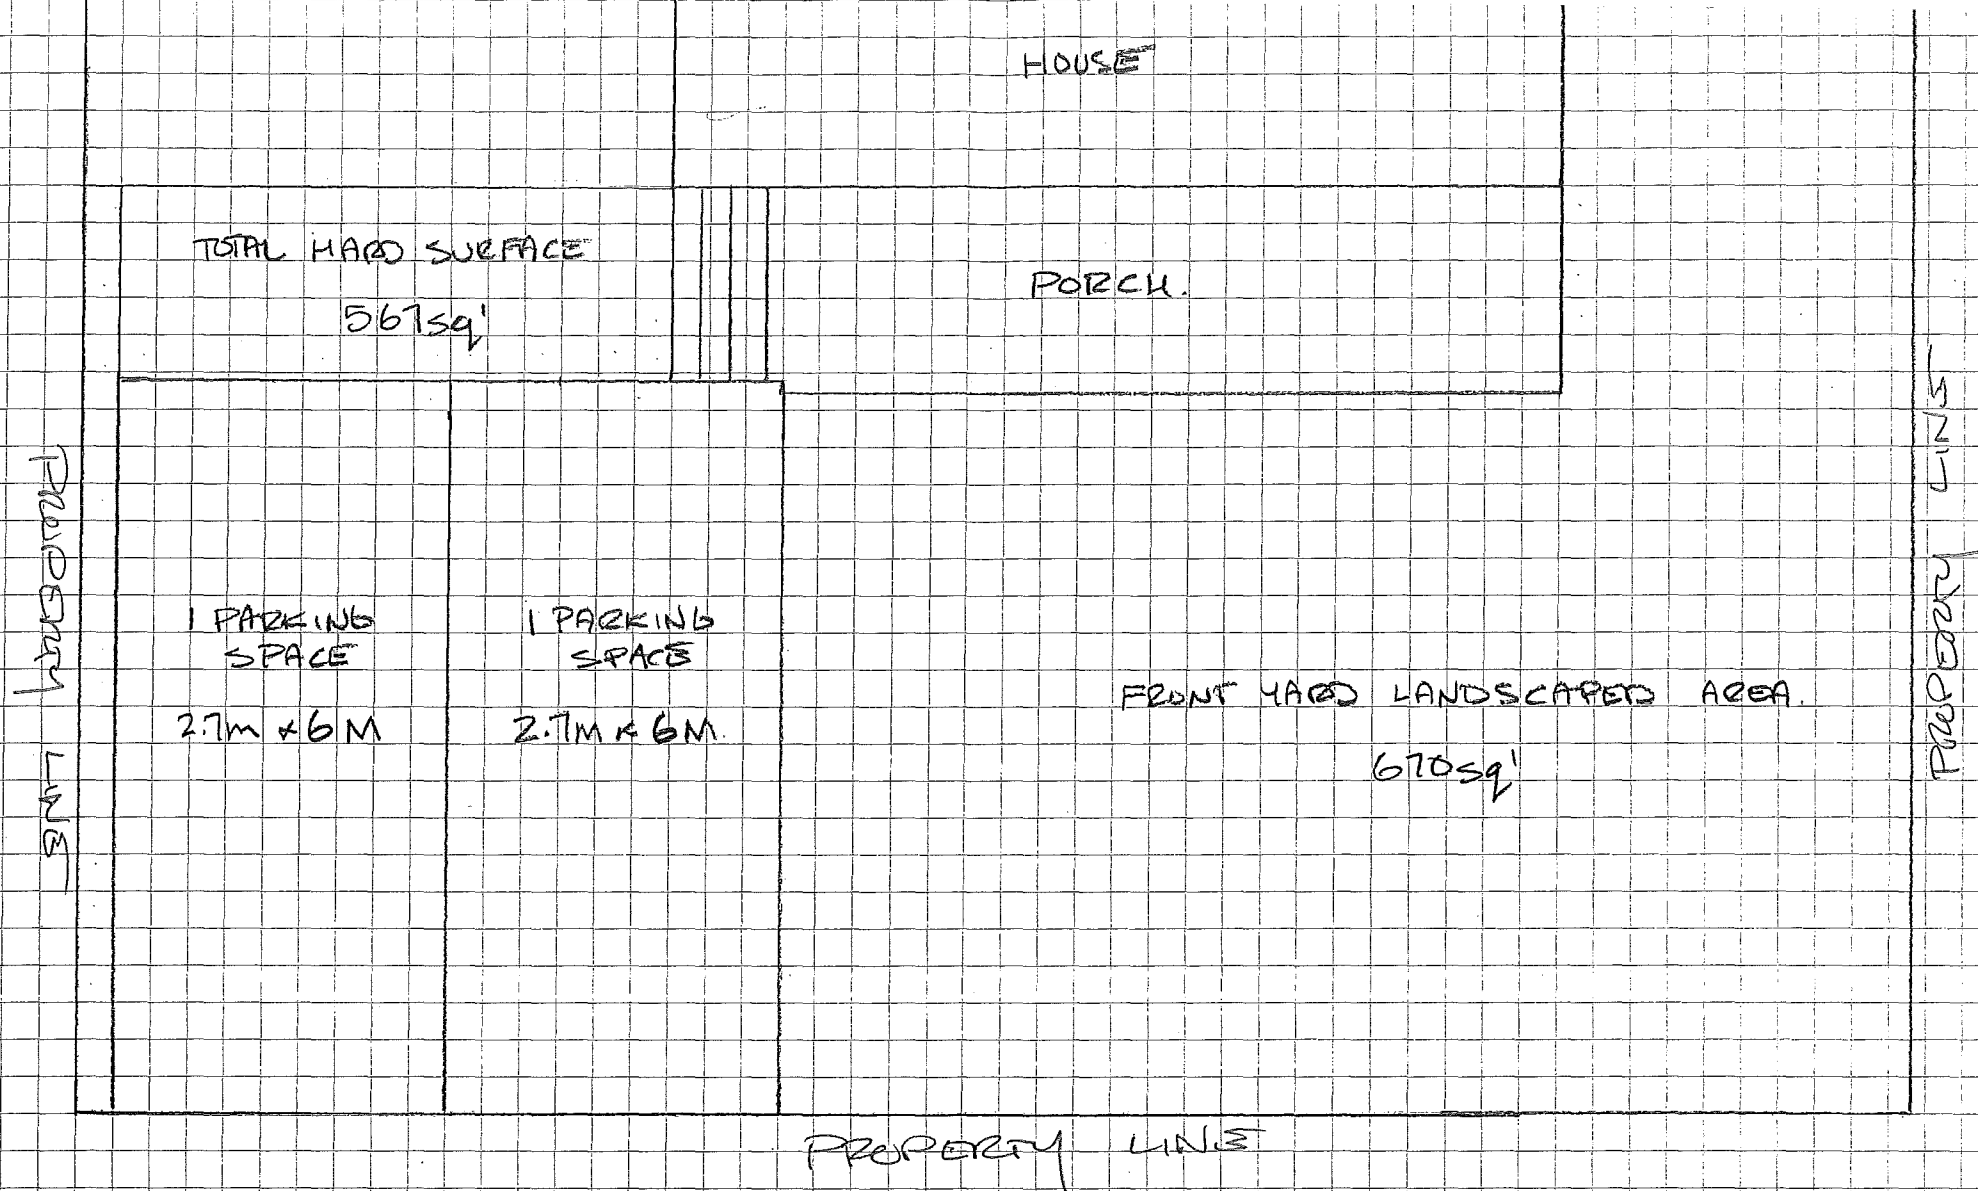 HOUSE
TOTAL HARD SURFACE
567sq'
PORCH.
PROPERTY LINE
1 PARKING
SPACE
2.7m x 6M
1 PARKING
SPACE
2.7m x 6M.
FRONT YARD LANDSCAPED AREA.
670sq'
PROPERTY LINE
PROPERTY LINE